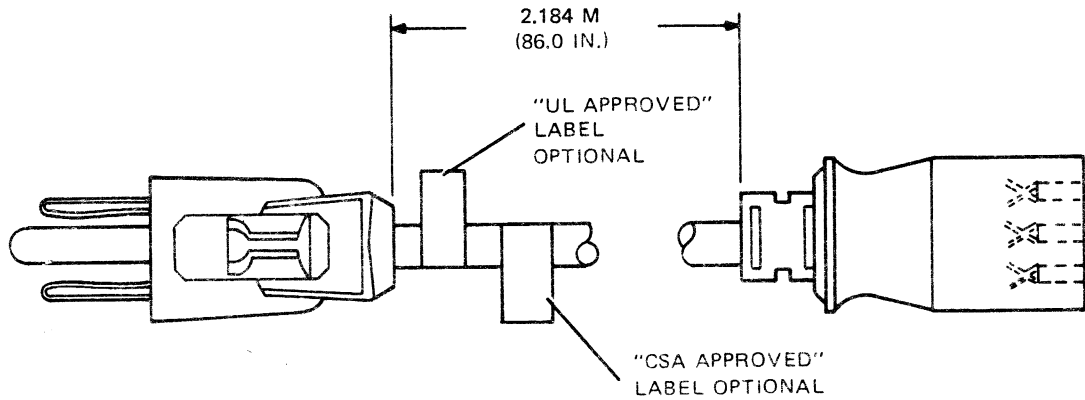 2.184 M
(86.0 IN.)
"UL APPROVED"
LABEL
OPTIONAL
"CSA APPROVED"
LABEL OPTIONAL